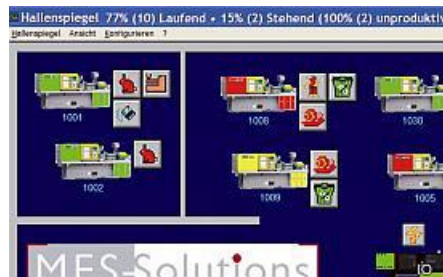 Hallenspiegel 77% (10) Laufend • 15% (2) Stehend (100% (2) unproduktiv
Hallenspiegel Ansicht Konfigurieren ?
1001
1008
1030
1002
1009
1005
MES-Solutions